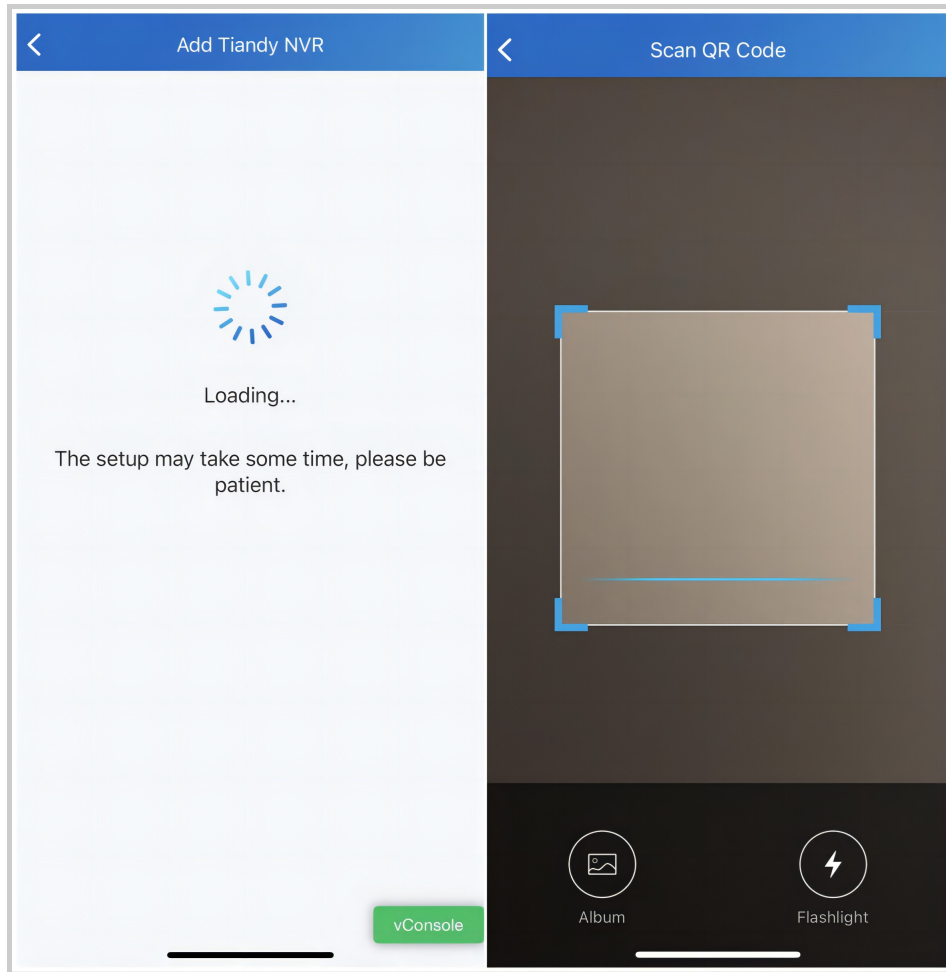 Add Tiandy NVR
Loading...
The setup may take some time, please be
patient.
vConsole
Scan QR Code
Album
Flashlight